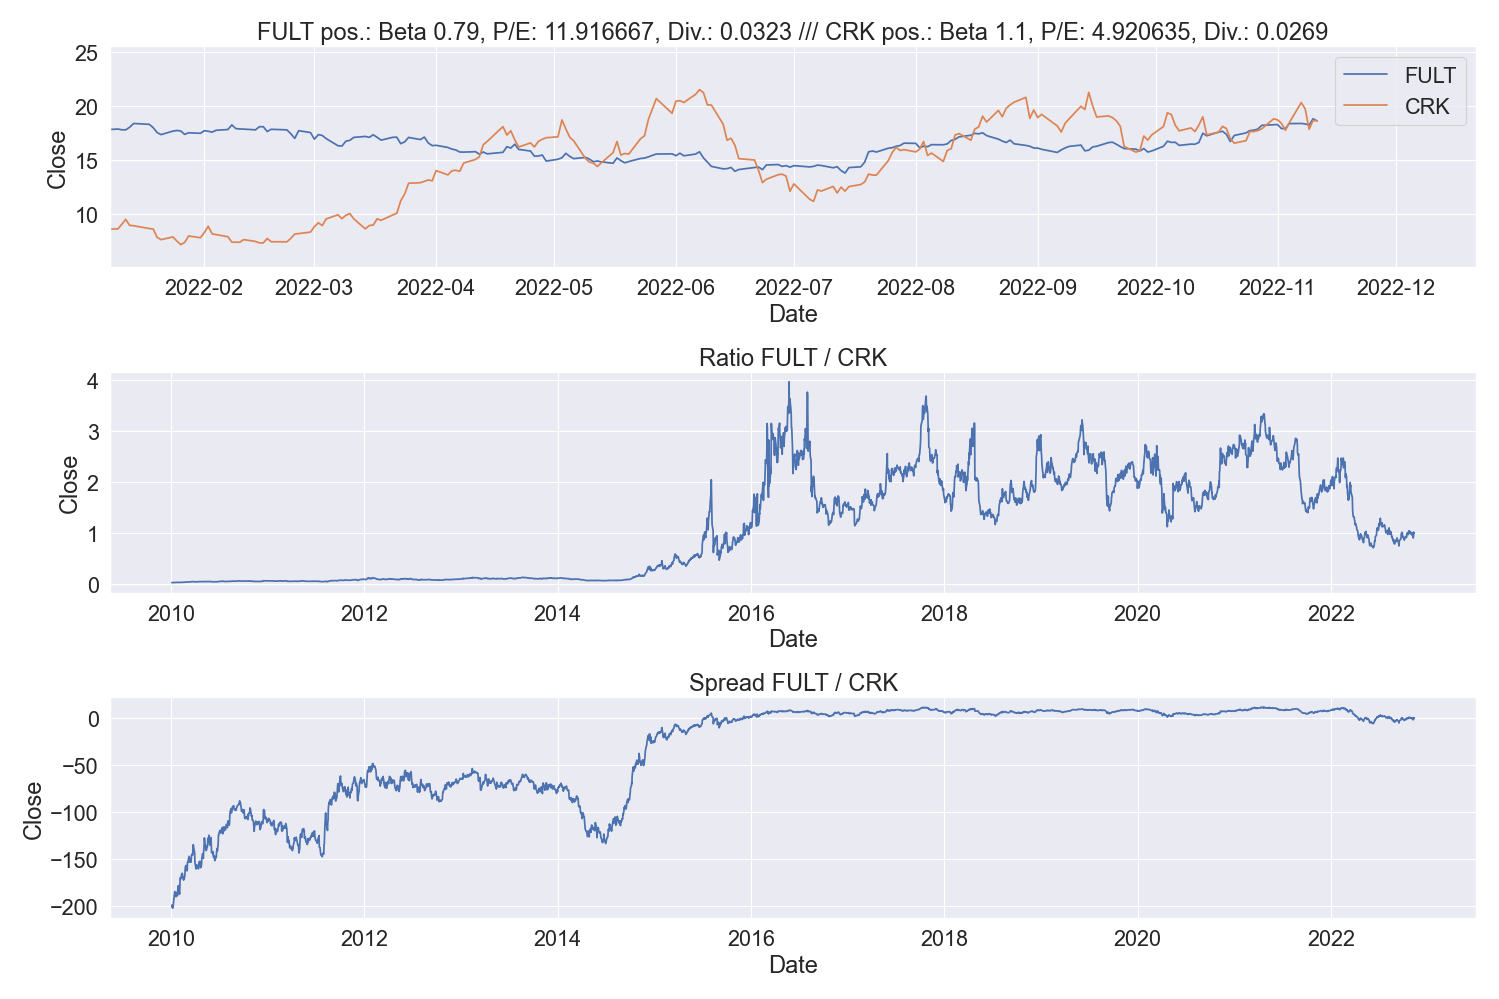 FULT pos.: Beta 0.79, P/E: 11.916667, Div.: 0.0323 /// CRK pos.: Beta 1.1, P/E: 4.920635, Div.: 0.0269
25
20
15
10
Close
FULT
CRK
2022-02 2022-03 2022-04 2022-05 2022-06 2022-07 2022-08 2022-09 2022-10 2022-11 2022-12
Date
Ratio FULT / CRK
4
3
2
1
0
Close
2010 2012 2014 2016 2018 2020 2022
Date
Spread FULT / CRK
0
−50
−100
−150
−200
Close
2010 2012 2014 2016 2018 2020 2022
Date